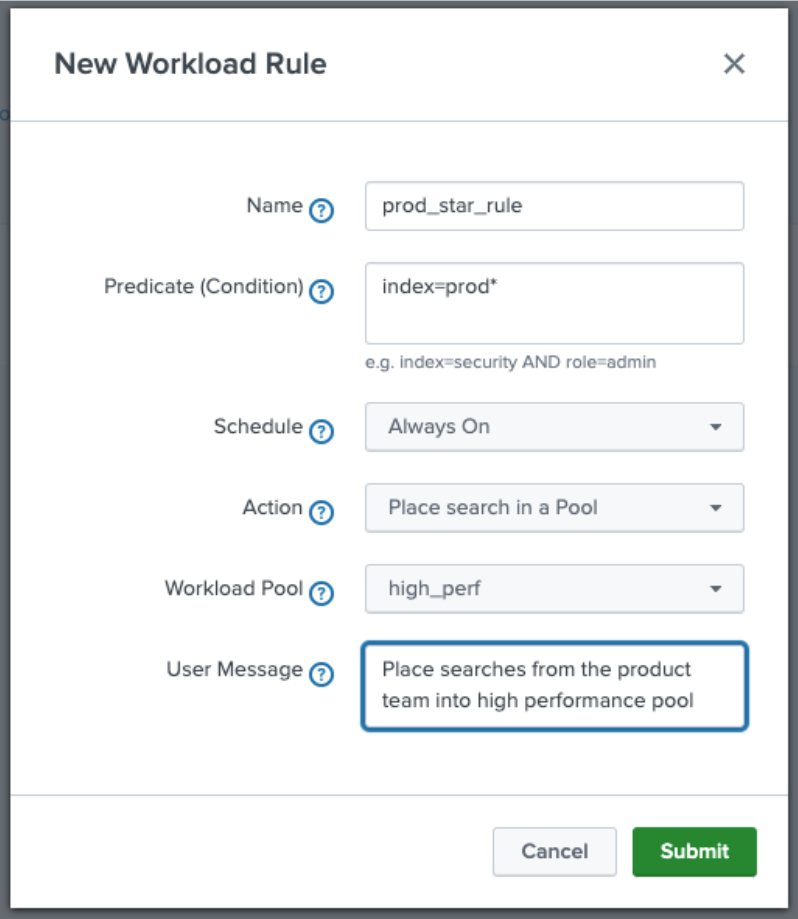 New Workload Rule
Name ? prod_star_rule
Predicate (Condition) ? index=prod*
e.g. index=security AND role=admin
Schedule ? Always On
Action ? Place search in a Pool
Workload Pool ? high_perf
User Message ? Place searches from the product
team into high performance pool
Cancel Submit